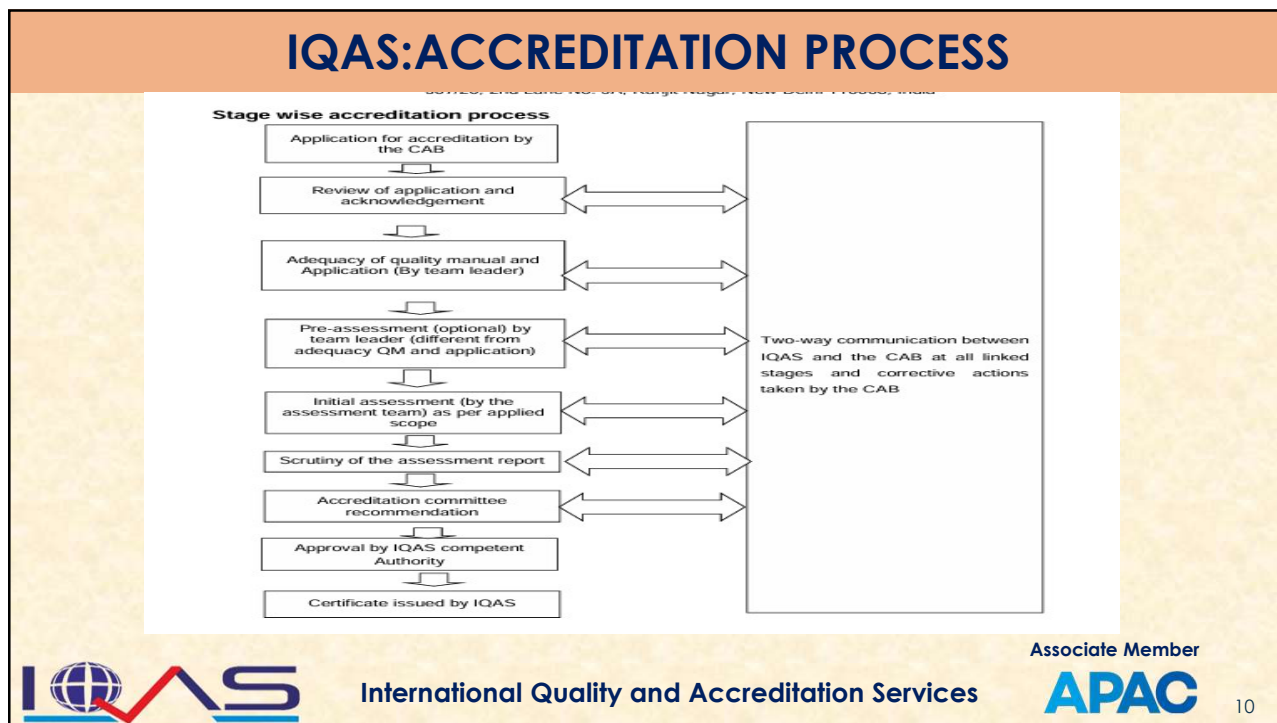 IQAS:ACCREDITATION PROCESS
Stage wise accreditation process
Application for accreditation by
the CAB
Review of application and
acknowledgement
Adequacy of quality manual and
Application (By team leader)
Pre-assessment (optional) by
team leader (different from
adequacy QM and application)
Initial assessment (by the
assessment team) as per applied
scope
Scrutiny of the assessment report
Accreditation committee
recommendation
Approval by IQAS competent
Authority
Certificate issued by IQAS
Two-way communication between
IQAS and the CAB at all linked
stages and corrective actions
taken by the CAB
IQAS
International Quality and Accreditation Services
Associate Member
APAC
10